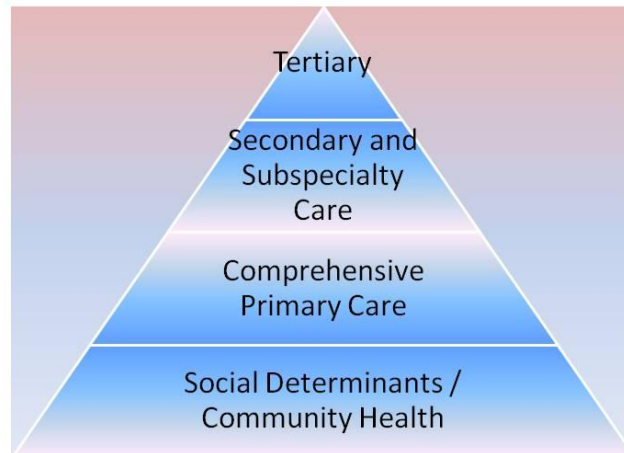 Tertiary
Secondary and
Subspecialty
Care
Comprehensive
Primary Care
Social Determinants /
Community Health